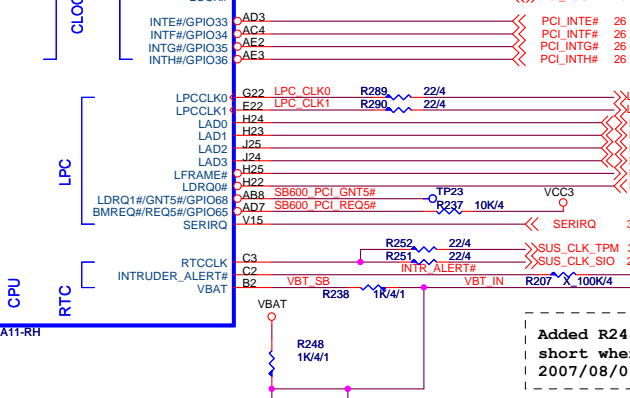 CLOC
INTE#/GPIO33 AD3 PCI_INTE# 26
INTF#/GPIO34 AC4 PCI_INTF# 26
INTG#/GPIO35 AE2 PCI_INTG# 26
INTH#/GPIO36 AE3 PCI_INTH# 26
LPCCLK0 G22 LPC_CLK0 R289 22/4
LPCCLK1 E22 LPC_CLK1 R290 22/4
LAD0 H24
LAD1 H23
LAD2 J25
LAD3 J24
LFRAME# H25
LDRQ0# H22
LDRQ1#/GNT5#/GPIO68 AB8 SB600_PCI_GNT5# TP23 VCC3
BMREQ#/REQ5#/GPIO65 AD7 SB600_PCI_REQ5# R237 10K/4
SERIRQ V15 SERIRQ
LPC
R252 22/4 SUS_CLK_TPM
RTCCLK C3 R251 22/4 SUS_CLK_SIO
INTRUDER_ALERT# C2 INTR_ALERT#
VBAT B2 VBT_SB VBT_IN R207 X_100K/4
R238 1K/4/1
CPU
RTC
VBAT
A11-RH
R248
1K/4/1
Added R24
short whe
2007/08/0